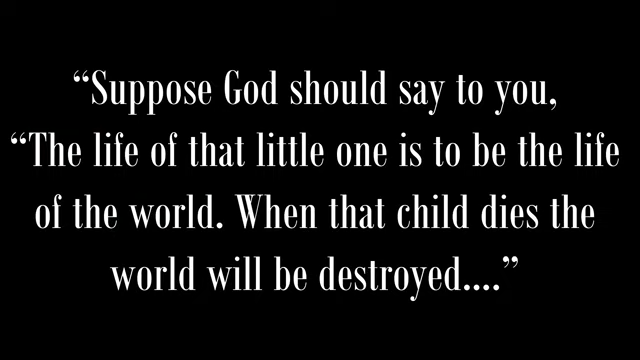 “Suppose God should say to you,
“The life of that little one is to be the life
of the world. When that child dies the
world will be destroyed....”